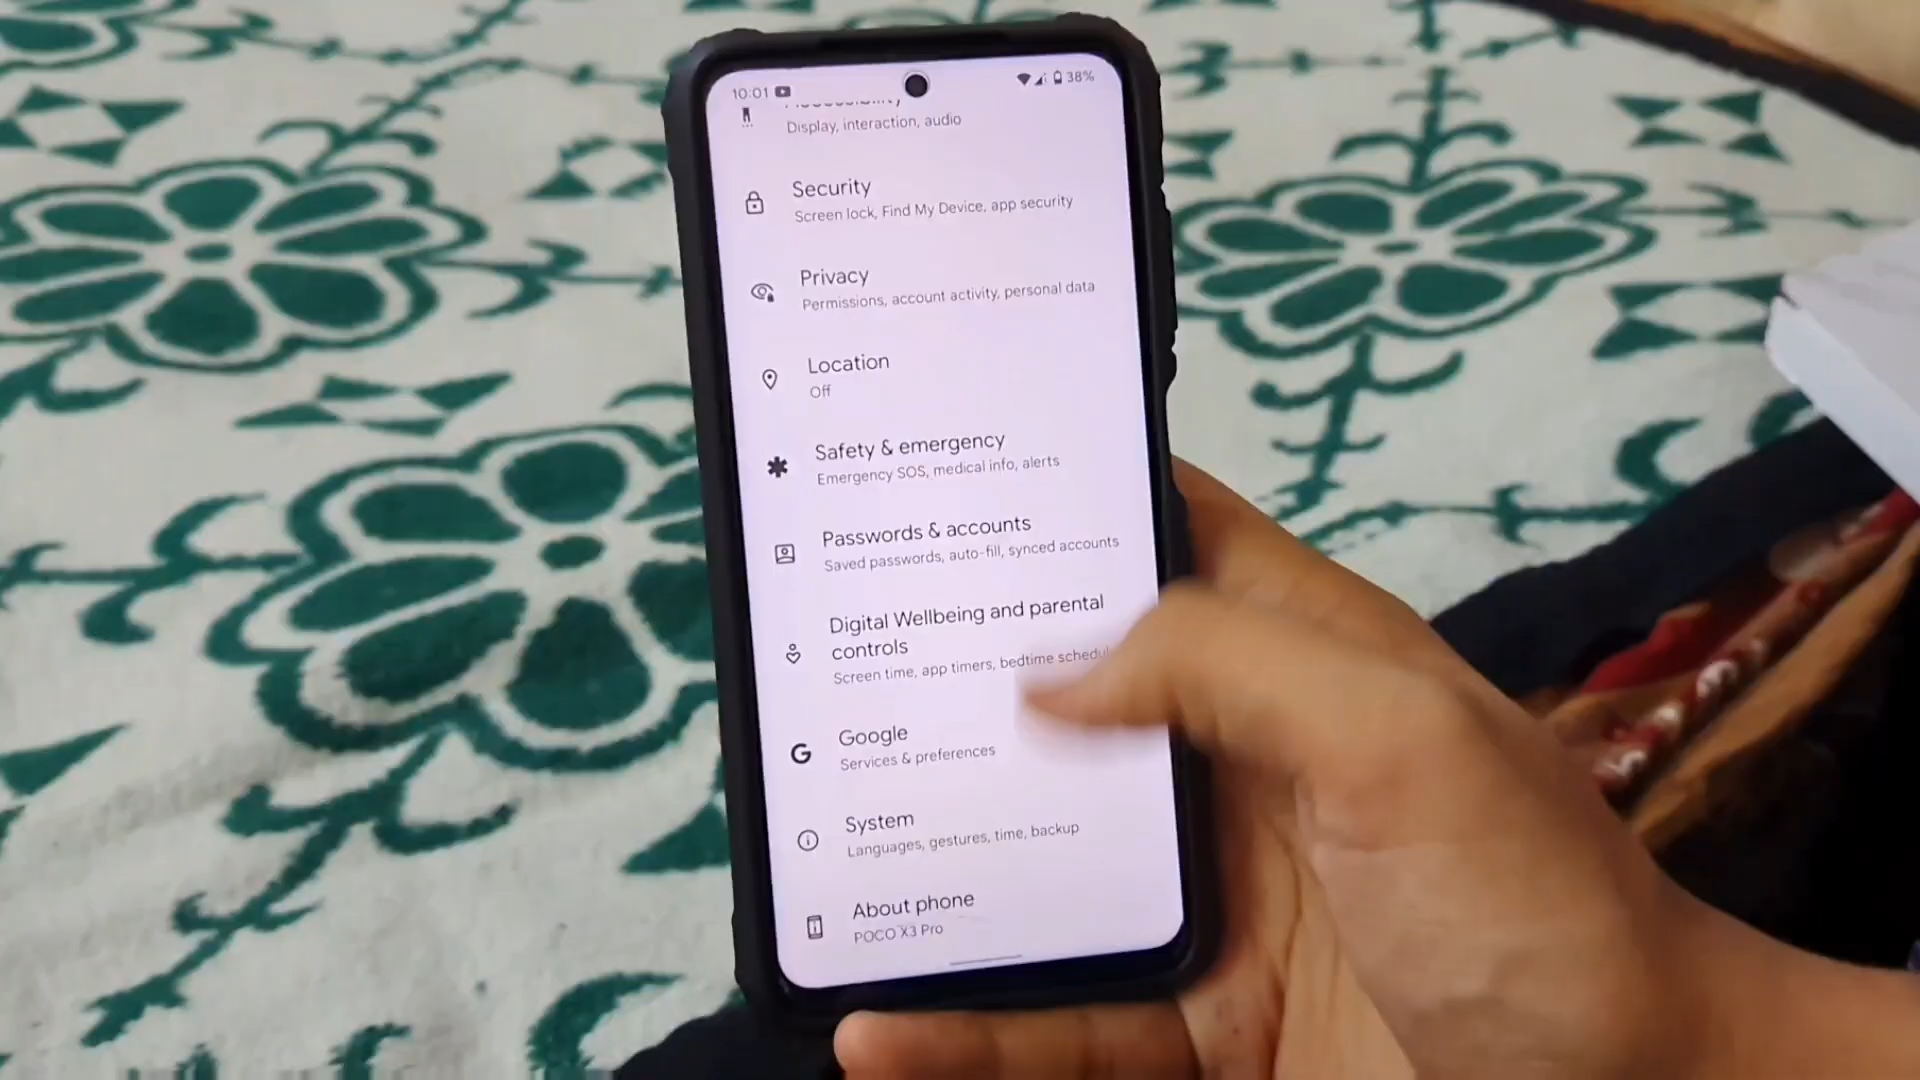 10:01
38%
Display, interaction, audio
Security
Screen lock, Find My Device, app security
Privacy
Permissions, account activity, personal data
Location
Off
Safety & emergency
Emergency SOS, medical info, alerts
Passwords & accounts
Saved passwords, auto-fill, synced accounts
Digital Wellbeing and parental
controls
Screen time, app timers, bedtime
Google
Services & preferences
System
Languages, gestures, time, backup
About phone
POCO X3 Pro